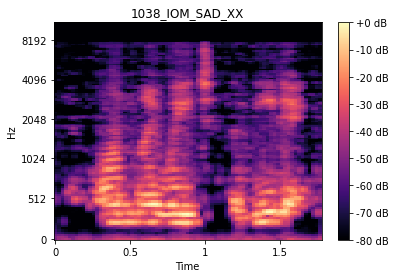 1038_IOM_SAD_XX
+0 dB
8192
-10 dB
4096
-20 dB
-30 dB
2048
Hz
-40 dB
1024
-50 dB
512
-60 dB
-70 dB
0
-80 dB
0 0.5 1 1.5
Time